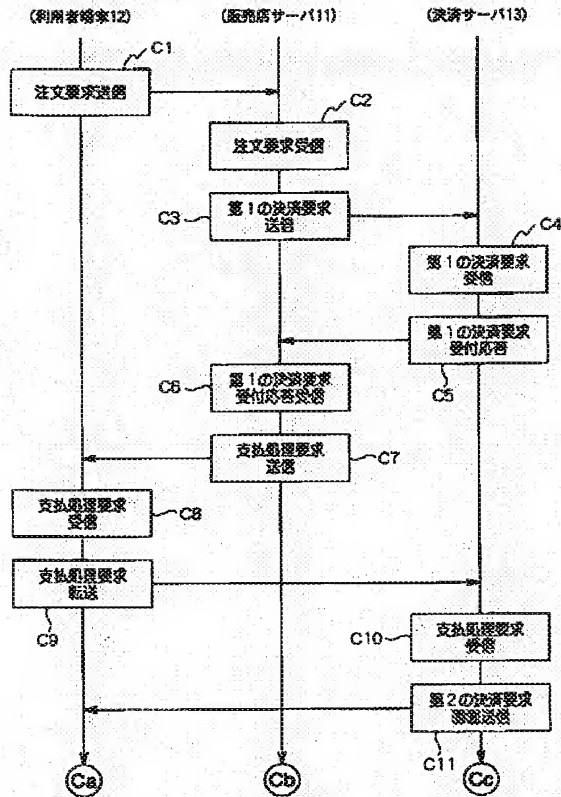 (利用者端末12)
(販売店サーバ11)
(決済サーバ13)
C1
注文要求送信
C2
注文要求受信
C3
第1の決済要求
送信
C4
第1の決済要求
受信
第1の決済要求
受付応答
C5
C6
第1の決済要求
受付応答受信
支払処理要求
送信
C7
支払処理要求
受信
C8
支払処理要求
転送
C9
C10
支払処理要求
受信
第2の決済要求
送信
C11
Ca
Cb
Cc